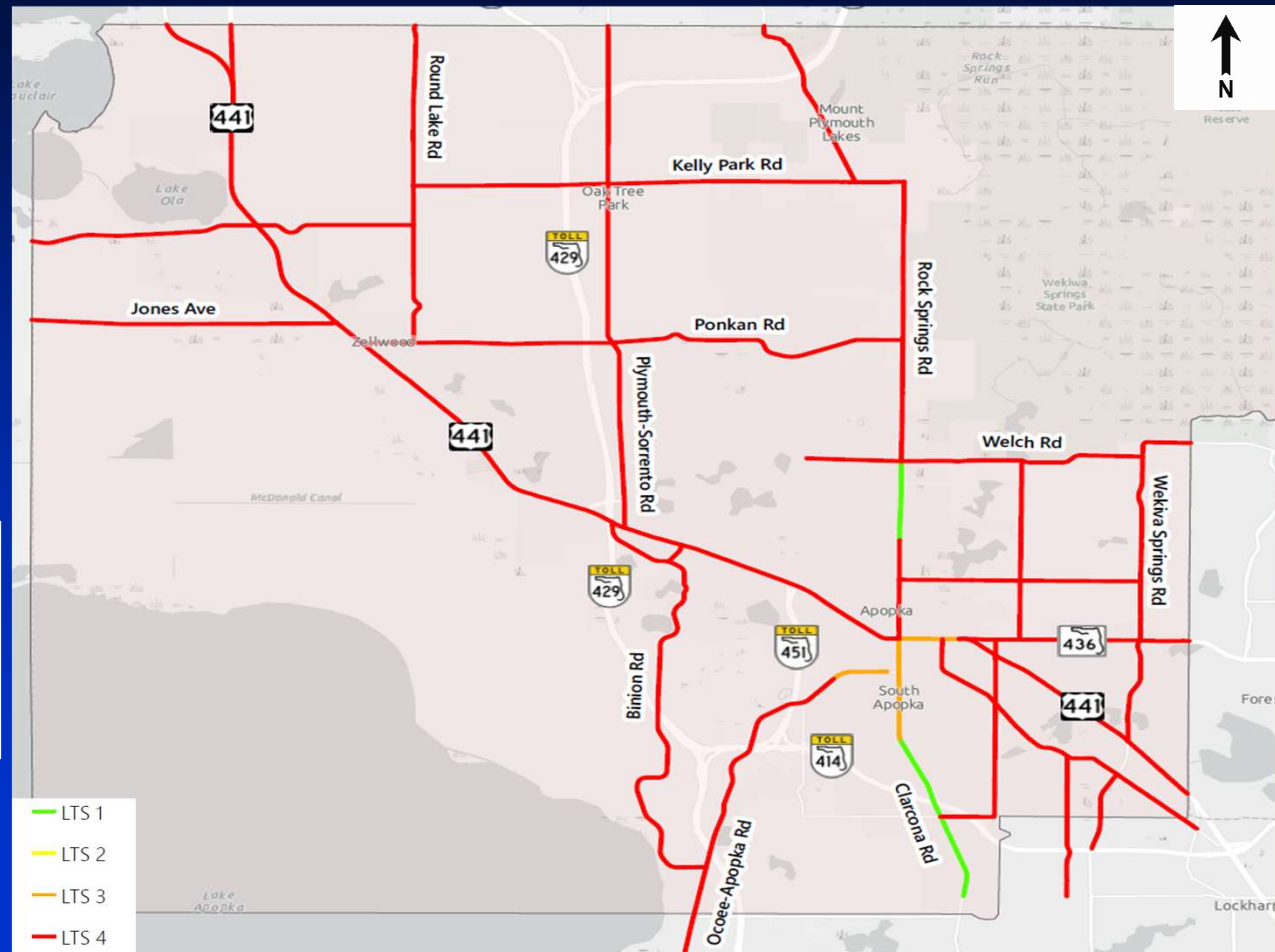 N
Rock
Springs
Run
Reserve
Lake
Mount
Plymouth
Lakes
441
Round Lake Rd
Kelly Park Rd
Lake
Ola
Oak Tree
Park
TOLL
429
Rock Springs Rd
Wekiwa
Springs
State Park
Jones Ave
Zellwood
Ponkan Rd
Plymouth-Sorrento Rd
441
Welch Rd
McDonald Canal
Wekiva Springs Rd
TOLL
429
Apopka
TOLL
451
436
Binion Rd
South
Apopka
441
TOLL
414
Clarcona Rd
LTS 1
LTS 2
LTS 3
LTS 4
Ocoee-Apopka Rd
Lake
Apopka